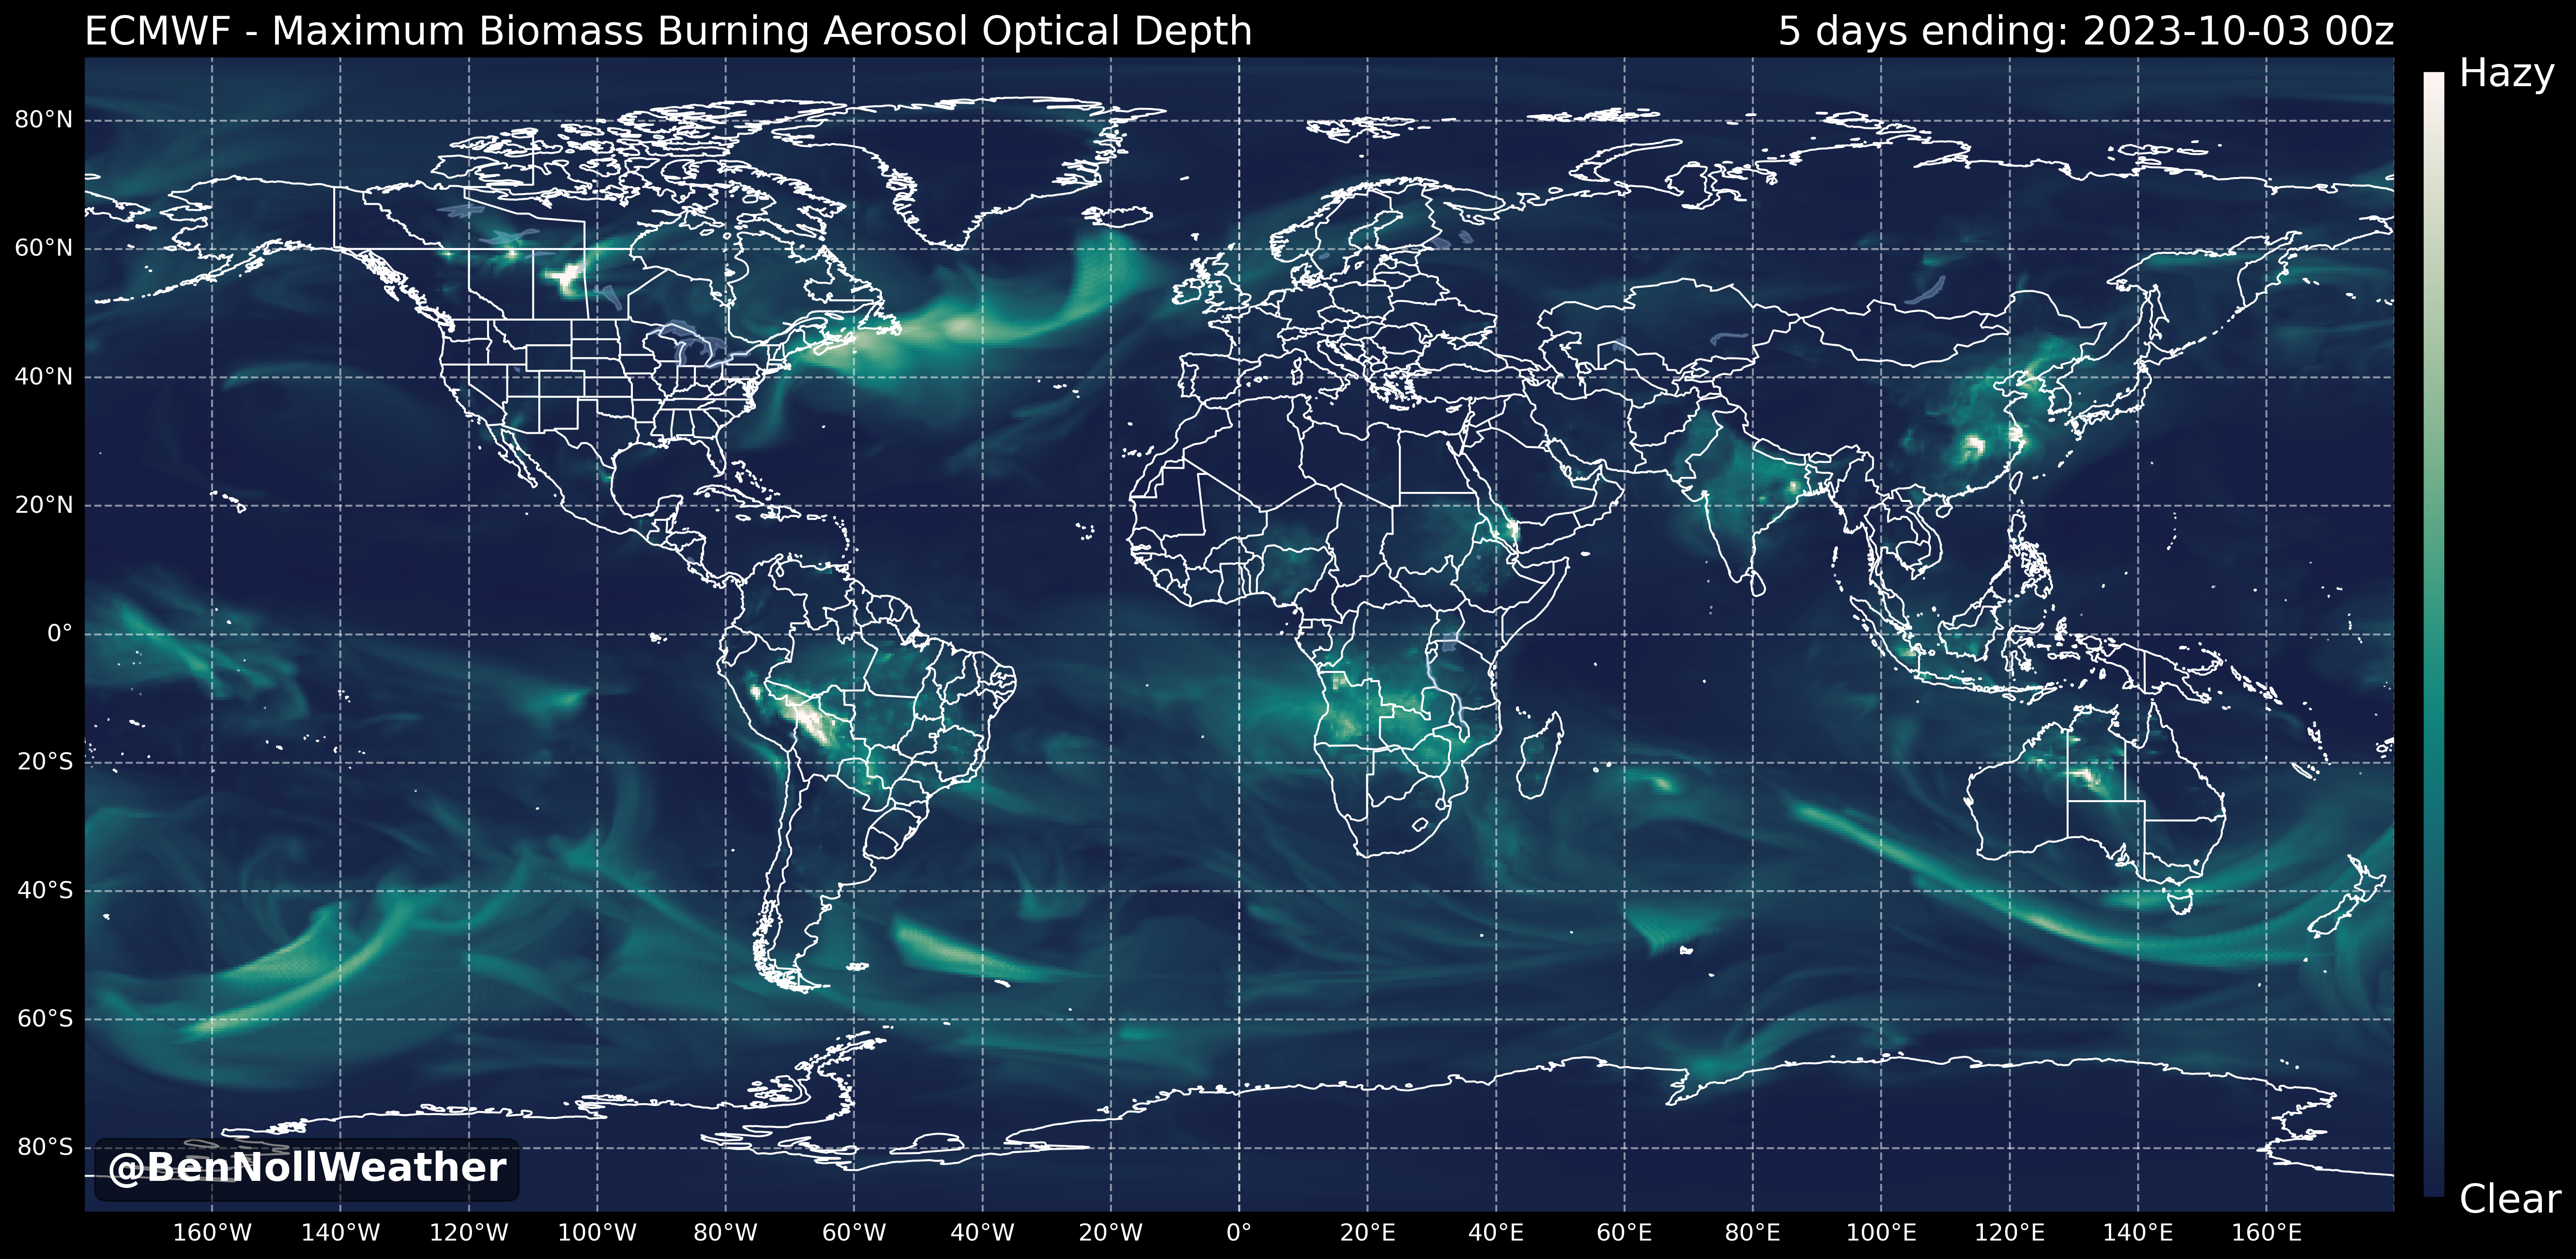 ECMWF - Maximum Biomass Burning Aerosol Optical Depth
5 days ending: 2023-10-03 00z
Hazy
80°N
60°N
40°N
20°N
0°
20°S
40°S
60°S
80°S
@BenNollWeather
Clear
160°W 140°W 120°W 100°W 80°W 60°W 40°W 20°W 0° 20°E 40°E 60°E 80°E 100°E 120°E 140°E 160°E